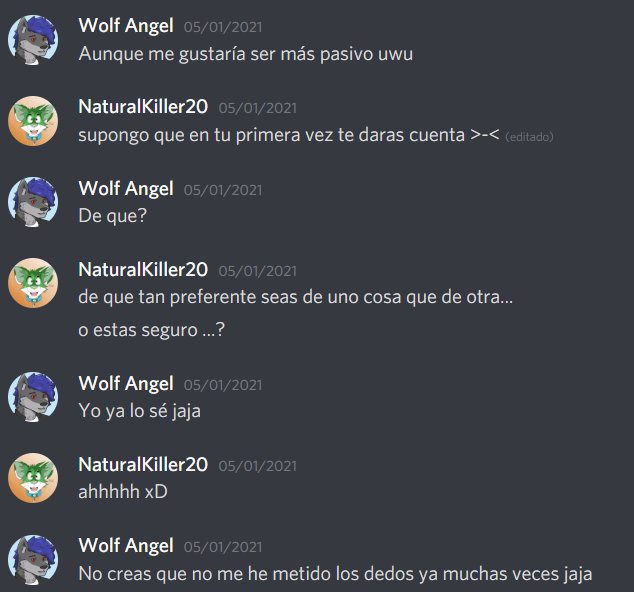 Wolf Angel 05/01/2021
Aunque me gustaría ser más pasivo uwu
NaturalKiller20 05/01/2021
supongo que en tu primera vez te daras cuenta >-< (editado)
Wolf Angel 05/01/2021
De que?
NaturalKiller20 05/01/2021
de que tan preferente seas de uno cosa que de otra...
o estas seguro ...?
Wolf Angel 05/01/2021
Yo ya lo sé jaja
NaturalKiller20 05/01/2021
ahhhhh xD
Wolf Angel 05/01/2021
No creas que no me he metido los dedos ya muchas veces jaja